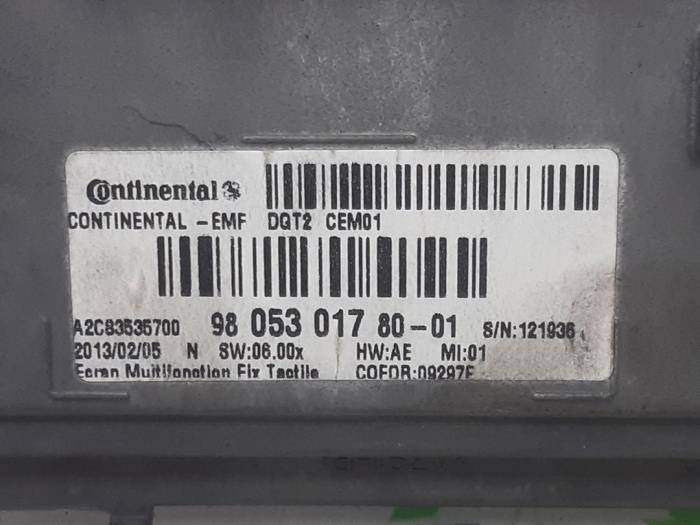 Continental
CONTINENTAL -EMF DQT2 CEM01
A2C83535700 98 053 017 80-01 S/N:121936
2013/02/05 N SW:06.00x HW:AE MI:01
Ecran Multifonction Fix Tactile COFOR:09297F